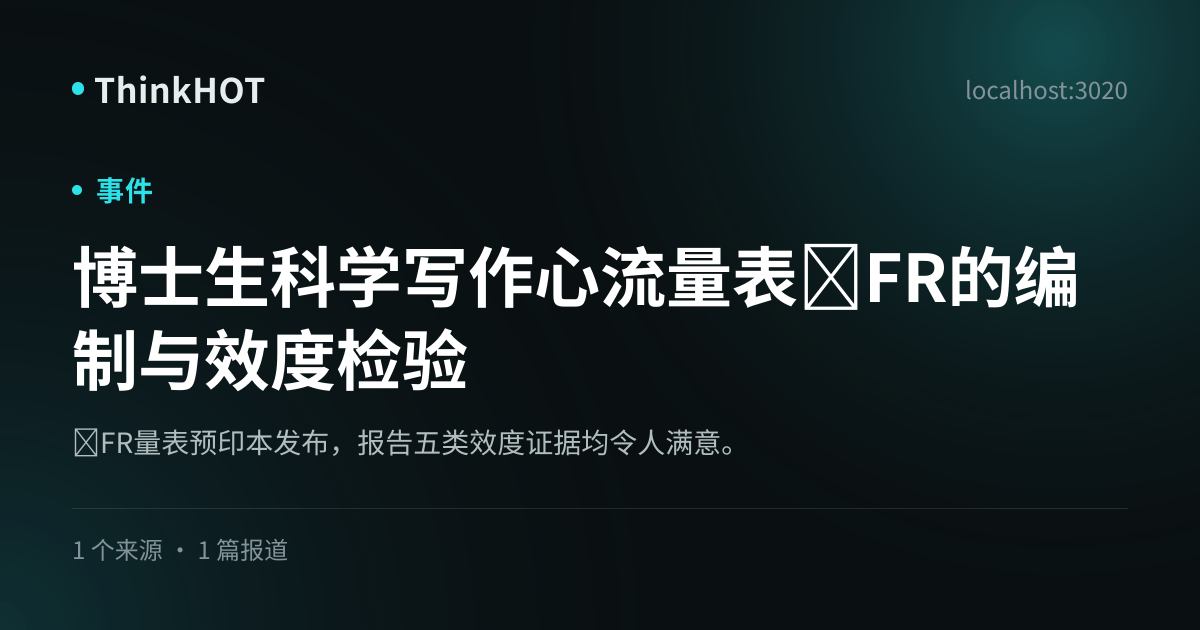 ThinkHOT
localhost:3020
事件
博士生科学写作心流量表FR的编
制与效度检验
FR量表预印本发布，报告五类效度证据均令人满意。
1 个来源 · 1 篇报道